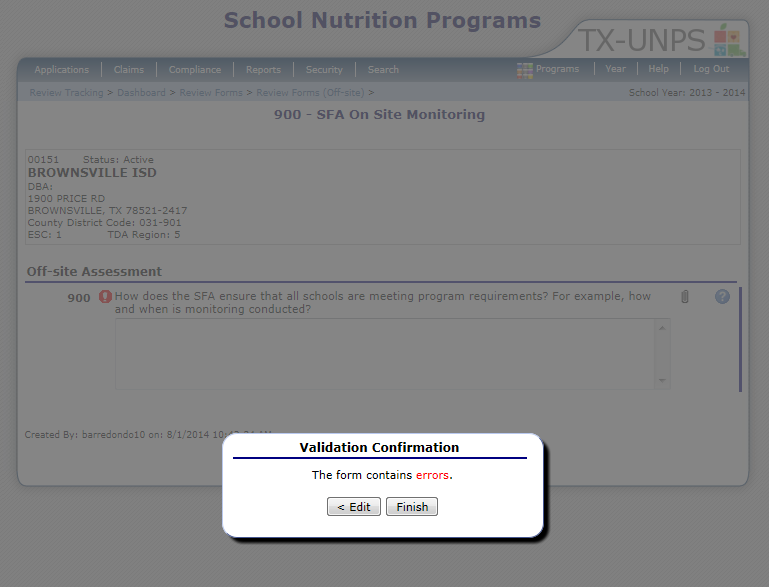 School Nutrition Programs
TX-UNPS
Applications Claims Compliance Reports Security Search Programs Year Help Log Out
Review Tracking > Dashboard > Review Forms > Review Forms (Off-site) > School Year: 2013 - 2014
900 - SFA On Site Monitoring
00151 Status: Active
BROWNSVILLE ISD
DBA:
1900 PRICE RD
BROWNSVILLE, TX 78521-2417
County District Code: 031-901
ESC: 1 TDA Region: 5
Off-site Assessment
900 How does the SFA ensure that all schools are meeting program requirements? For example, how
and when is monitoring conducted?
Created By: barredondo10 on: 8/1/2014
Validation Confirmation
The form contains errors.
< Edit Finish